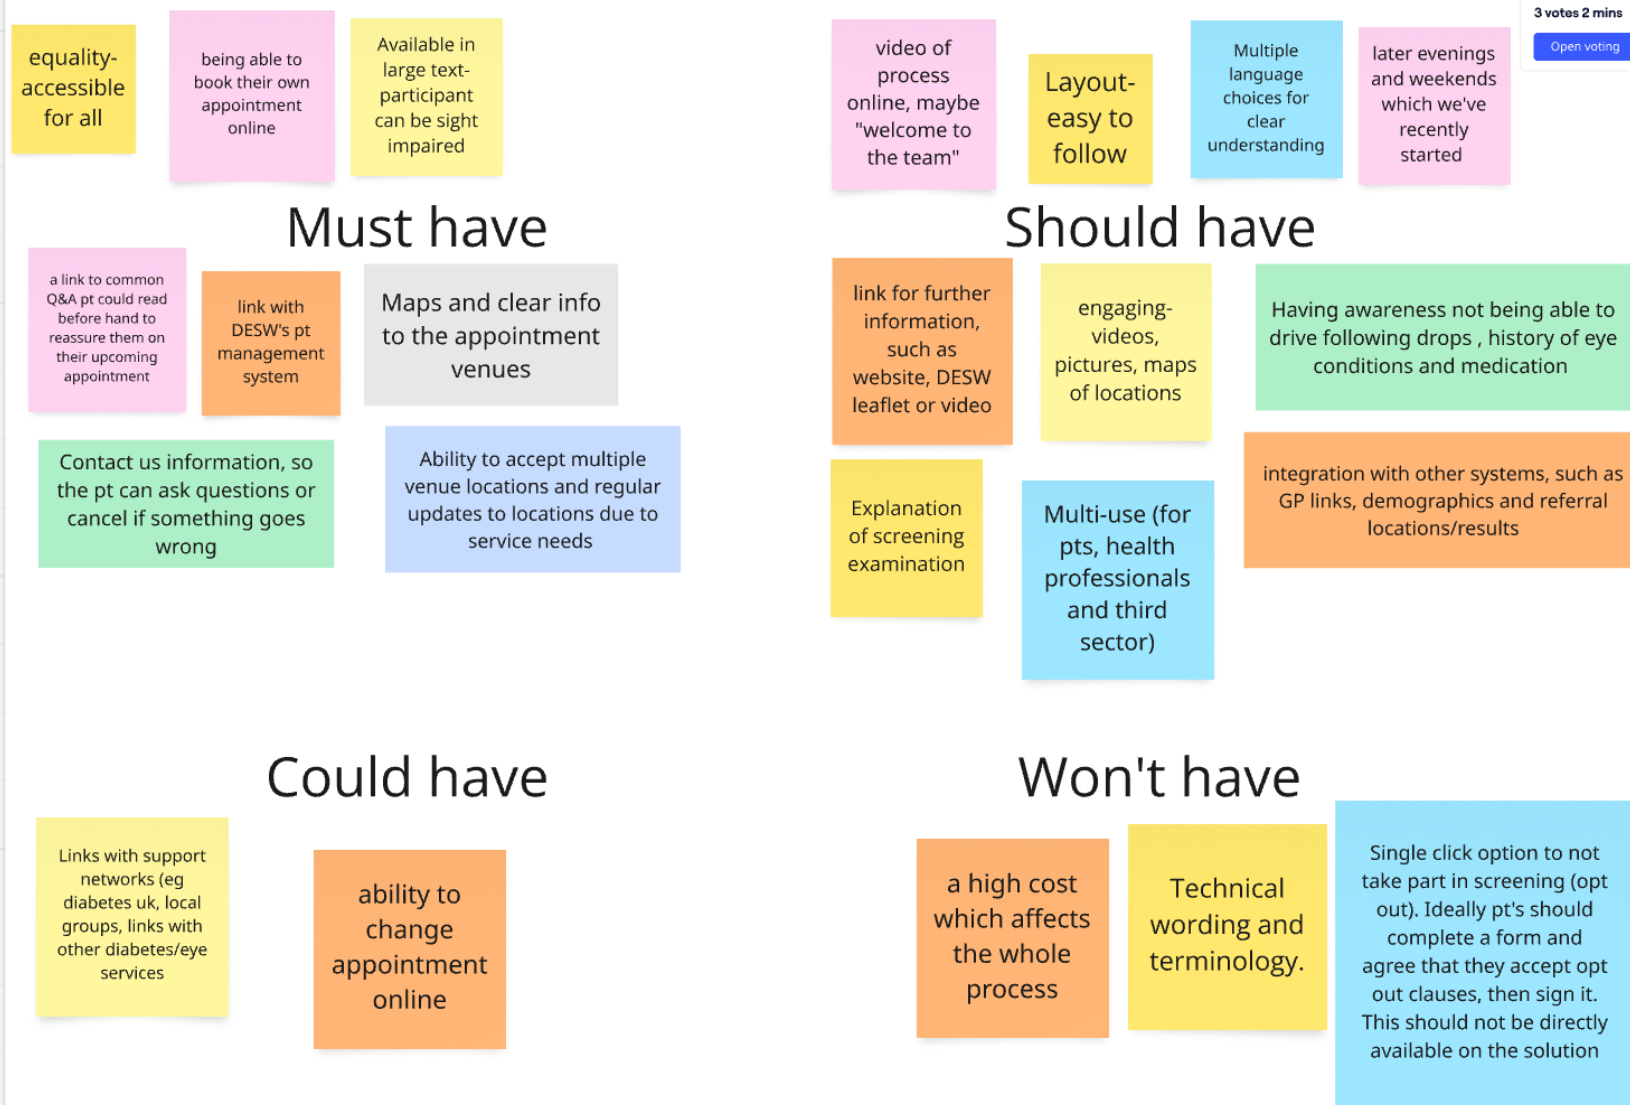 equality-
accessible
for all
being able to
book their own
appointment
online
Available in
large text-
participant
can be sight
impaired
Must have
a link to common
Q&A pt could read
before hand to
reassure them on
their upcoming
appointment
link with
DESW's pt
management
system
Maps and clear info
to the appointment
venues
Contact us information, so
the pt can ask questions or
cancel if something goes
wrong
Ability to accept multiple
venue locations and regular
updates to locations due to
service needs
video of
process
online, maybe
"welcome to
the team"
Layout-
easy to
follow
Multiple
language
choices for
clear
understanding
later evenings
and weekends
which we've
recently
started
3 votes 2 mins
Open voting
Should have
link for further
information,
such as
website, DESW
leaflet or video
engaging-
videos,
pictures, maps
of locations
Having awareness not being able to
drive following drops , history of eye
conditions and medication
Explanation
of screening
examination
Multi-use (for
pts, health
professionals
and third
sector)
integration with other systems, such as
GP links, demographics and referral
locations/results
Could have
Links with support
networks (eg
diabetes uk, local
groups, links with
other diabetes/eye
services
ability to
change
appointment
online
Won't have
a high cost
which affects
the whole
process
Technical
wording and
terminology.
Single click option to not
take part in screening (opt
out). Ideally pt's should
complete a form and
agree that they accept opt
out clauses, then sign it.
This should not be directly
available on the solution